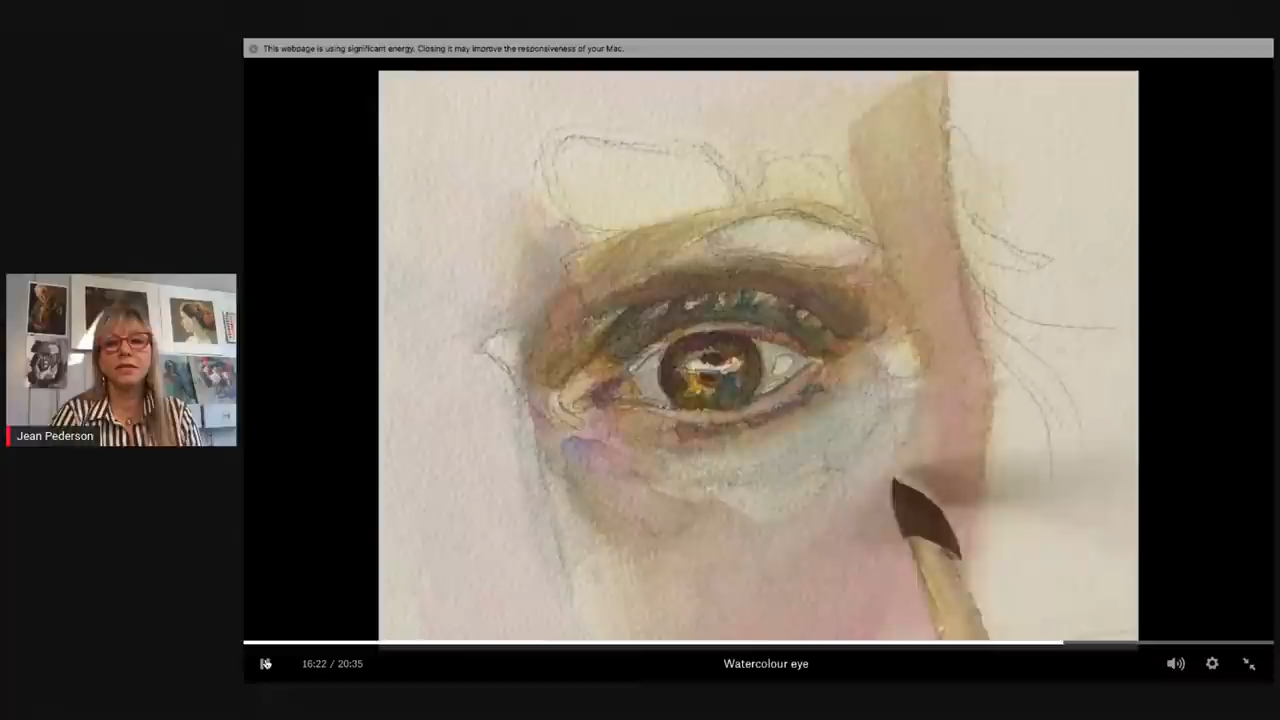 This webpage is using significant energy. Closing it may improve the responsiveness of your Mac.
Jean Pederson
16:22 / 20:35
Watercolour eye